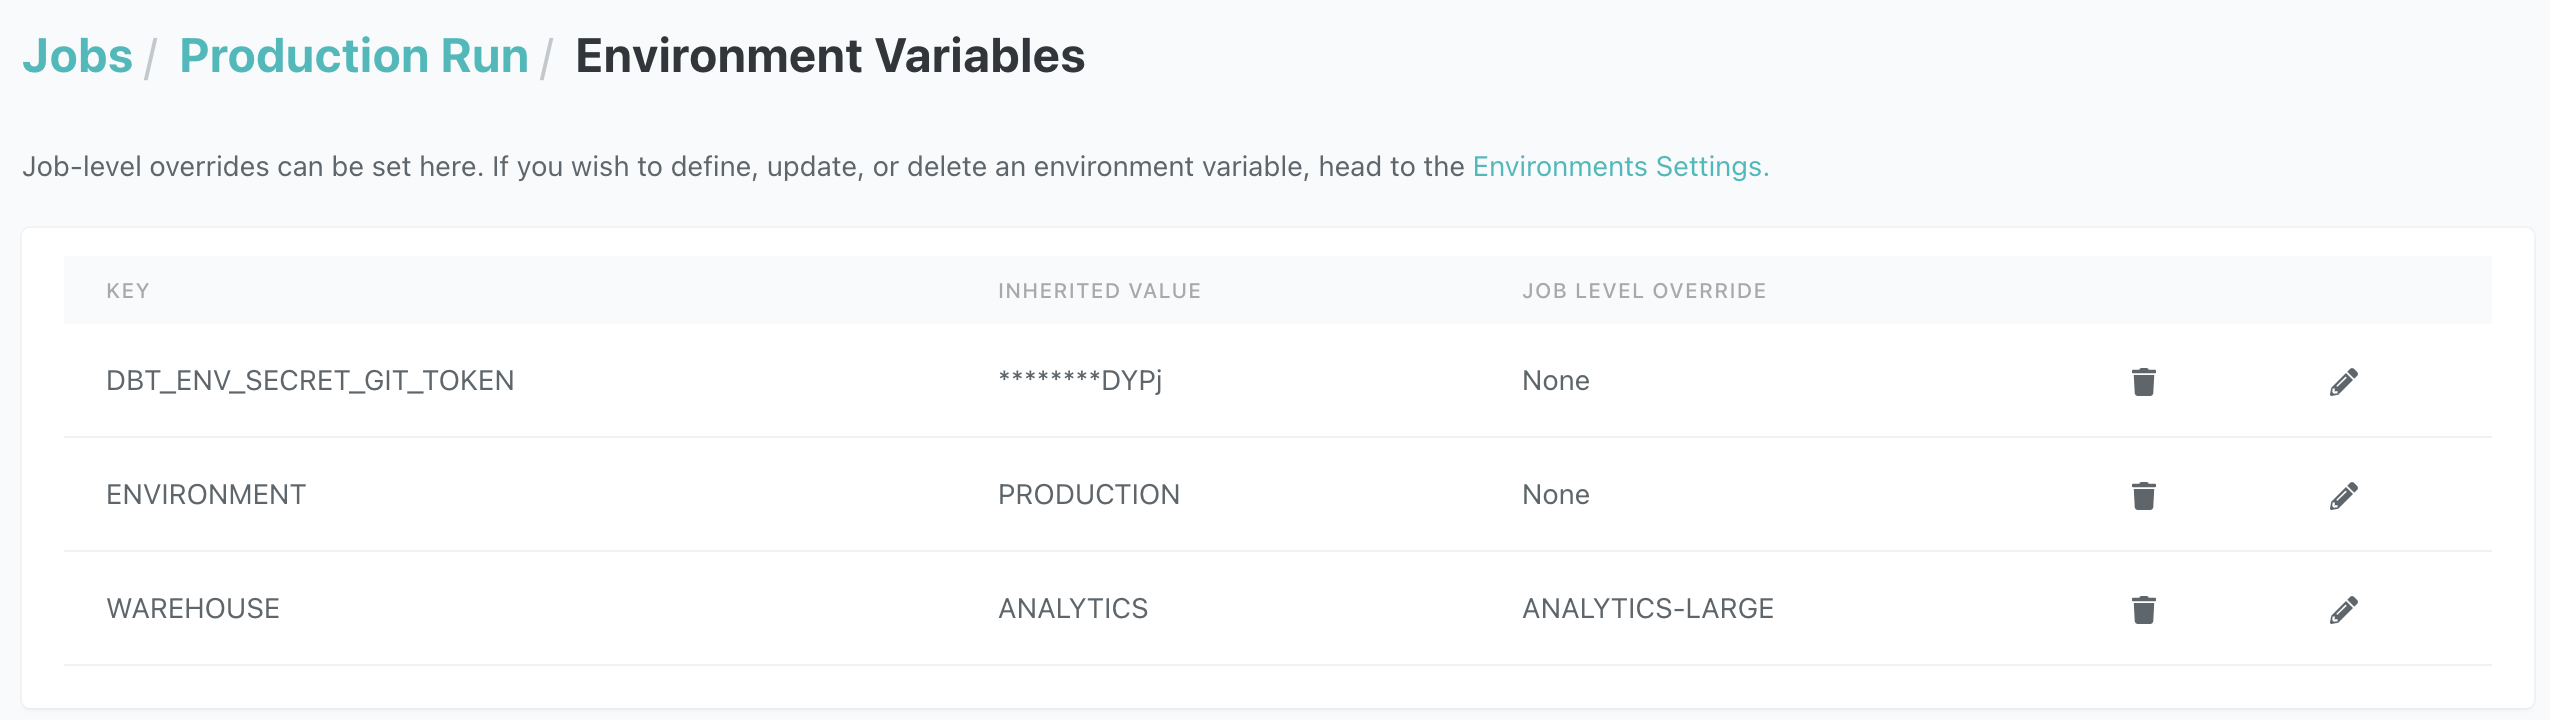 Jobs / Production Run / Environment Variables
Job-level overrides can be set here. If you wish to define, update, or delete an environment variable, head to the Environments Settings.
KEY INHERITED VALUE JOB LEVEL OVERRIDE
DBT_ENV_SECRET_GIT_TOKEN ********DYPj None
ENVIRONMENT PRODUCTION None
WAREHOUSE ANALYTICS ANALYTICS-LARGE